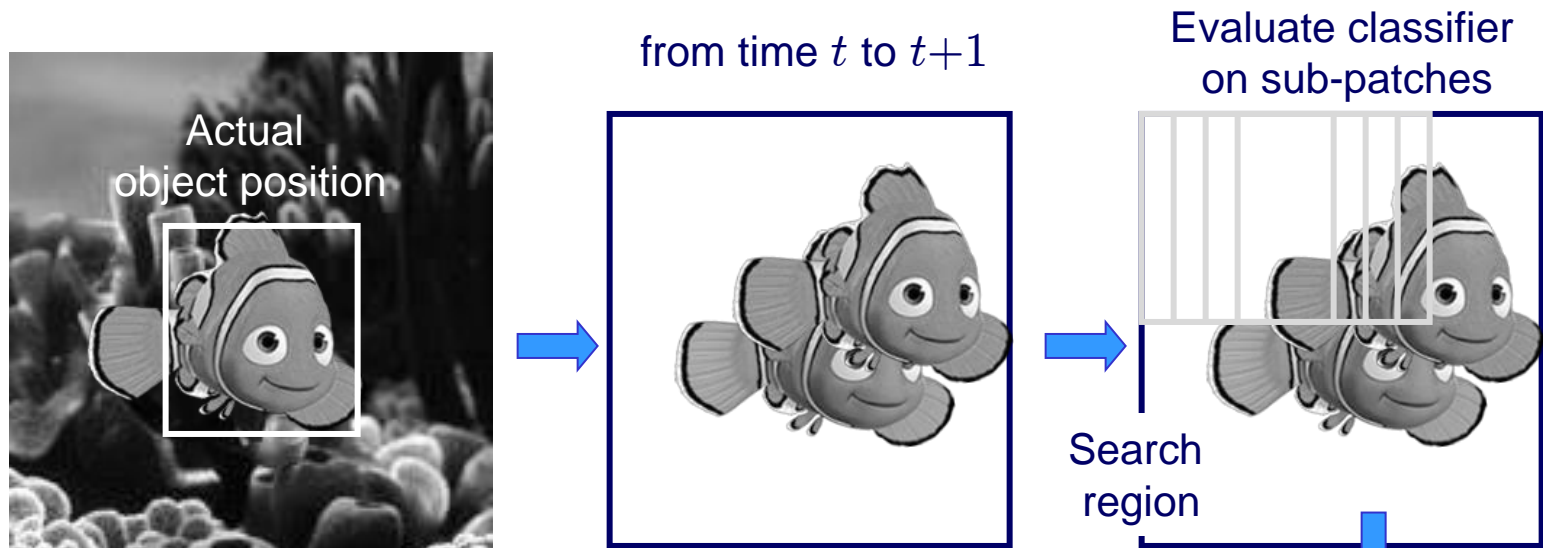 Actual
object position
from time t to t+1
Evaluate classifier
on sub-patches
Search
region